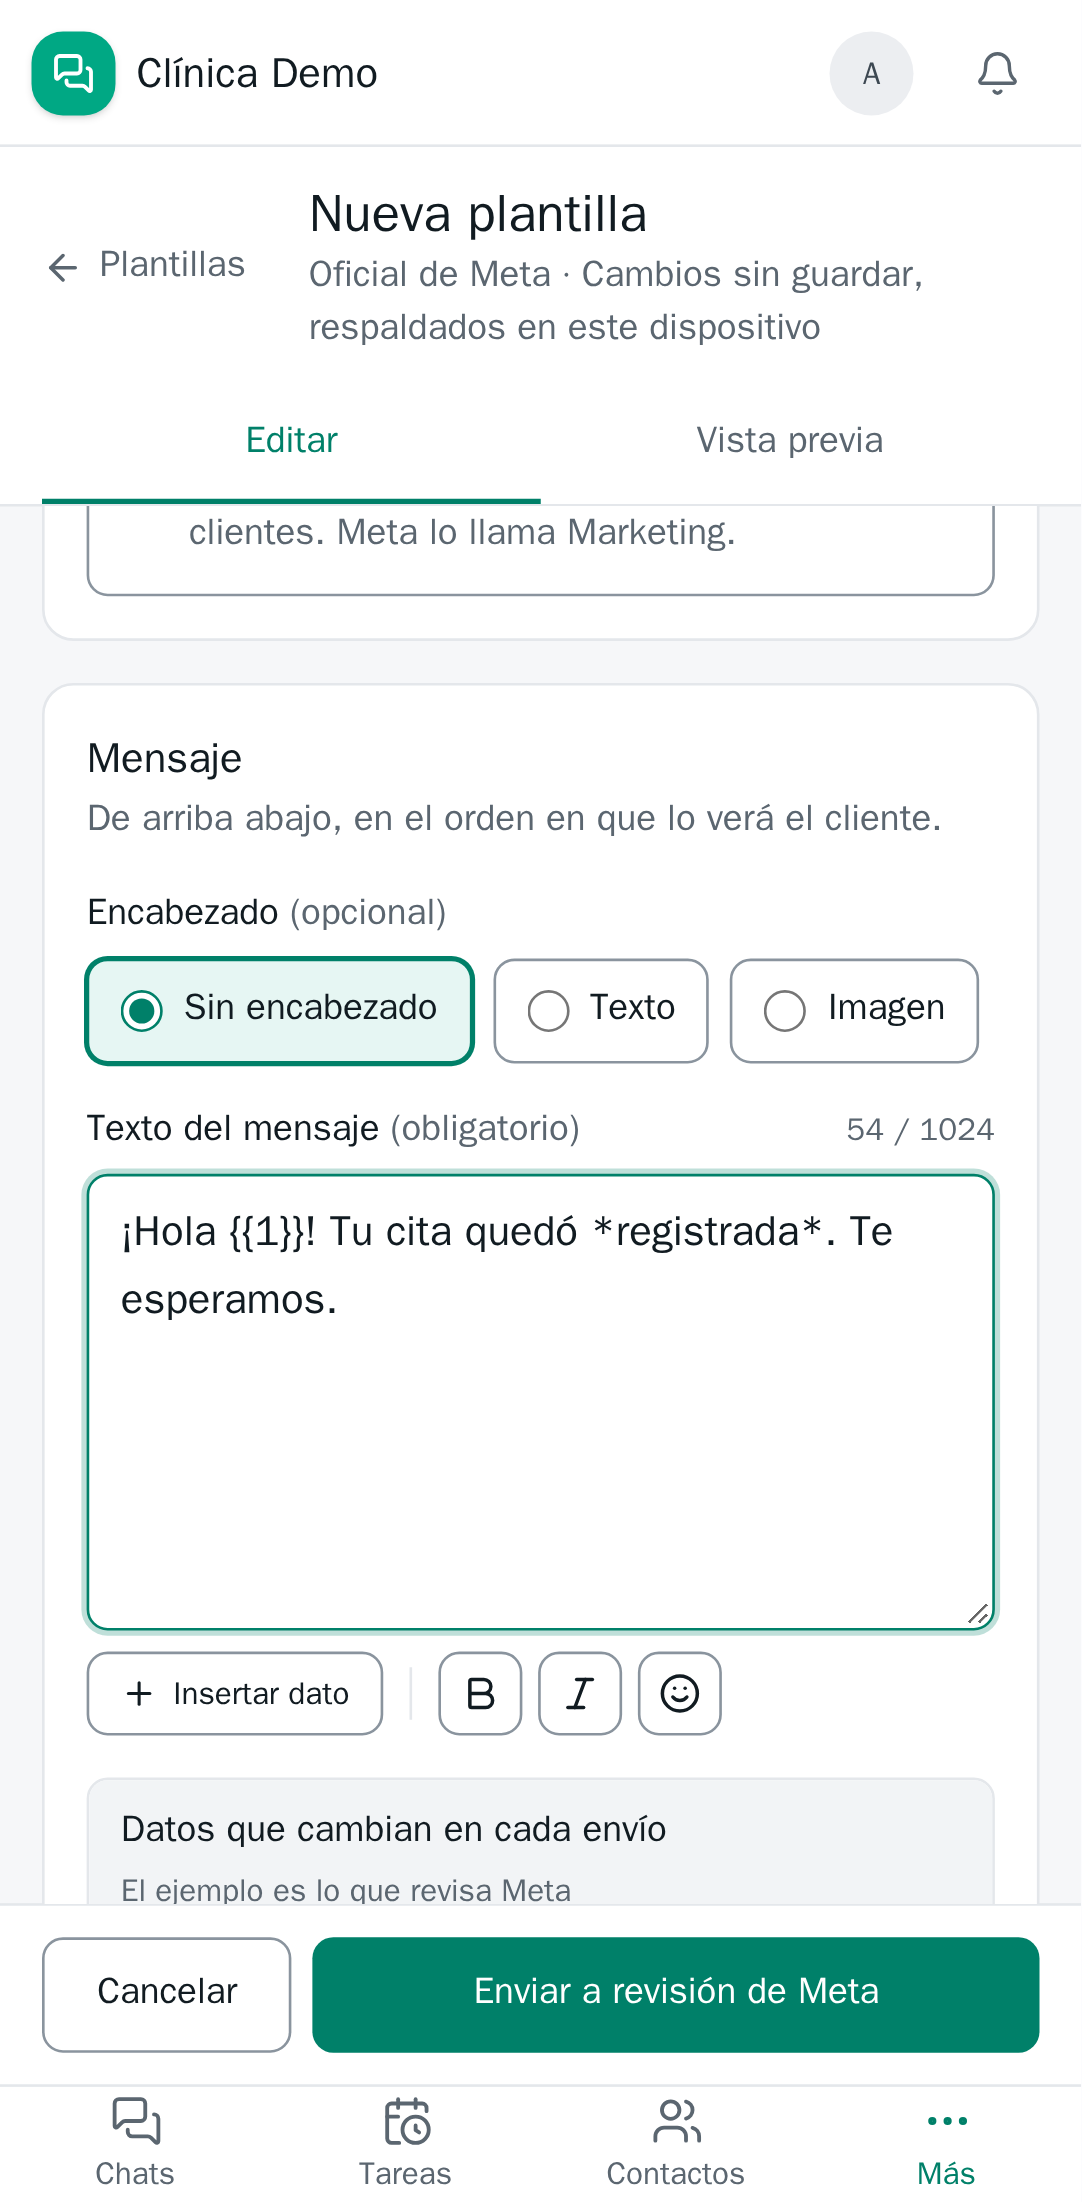 Clínica Demo
A
Plantillas
Nueva plantilla
Oficial de Meta · Cambios sin guardar,
respaldados en este dispositivo
Editar
Vista previa
clientes. Meta lo llama Marketing.
Mensaje
De arriba abajo, en el orden en que lo verá el cliente.
Encabezado (opcional)
Sin encabezado
Texto
Imagen
Texto del mensaje (obligatorio)
54 / 1024
¡Hola {{1}}! Tu cita quedó *registrada*. Te
esperamos.
Insertar dato
B
I
Datos que cambian en cada envío
El ejemplo es lo que revisa Meta
Cancelar
Enviar a revisión de Meta
Chats
Tareas
Contactos
Más